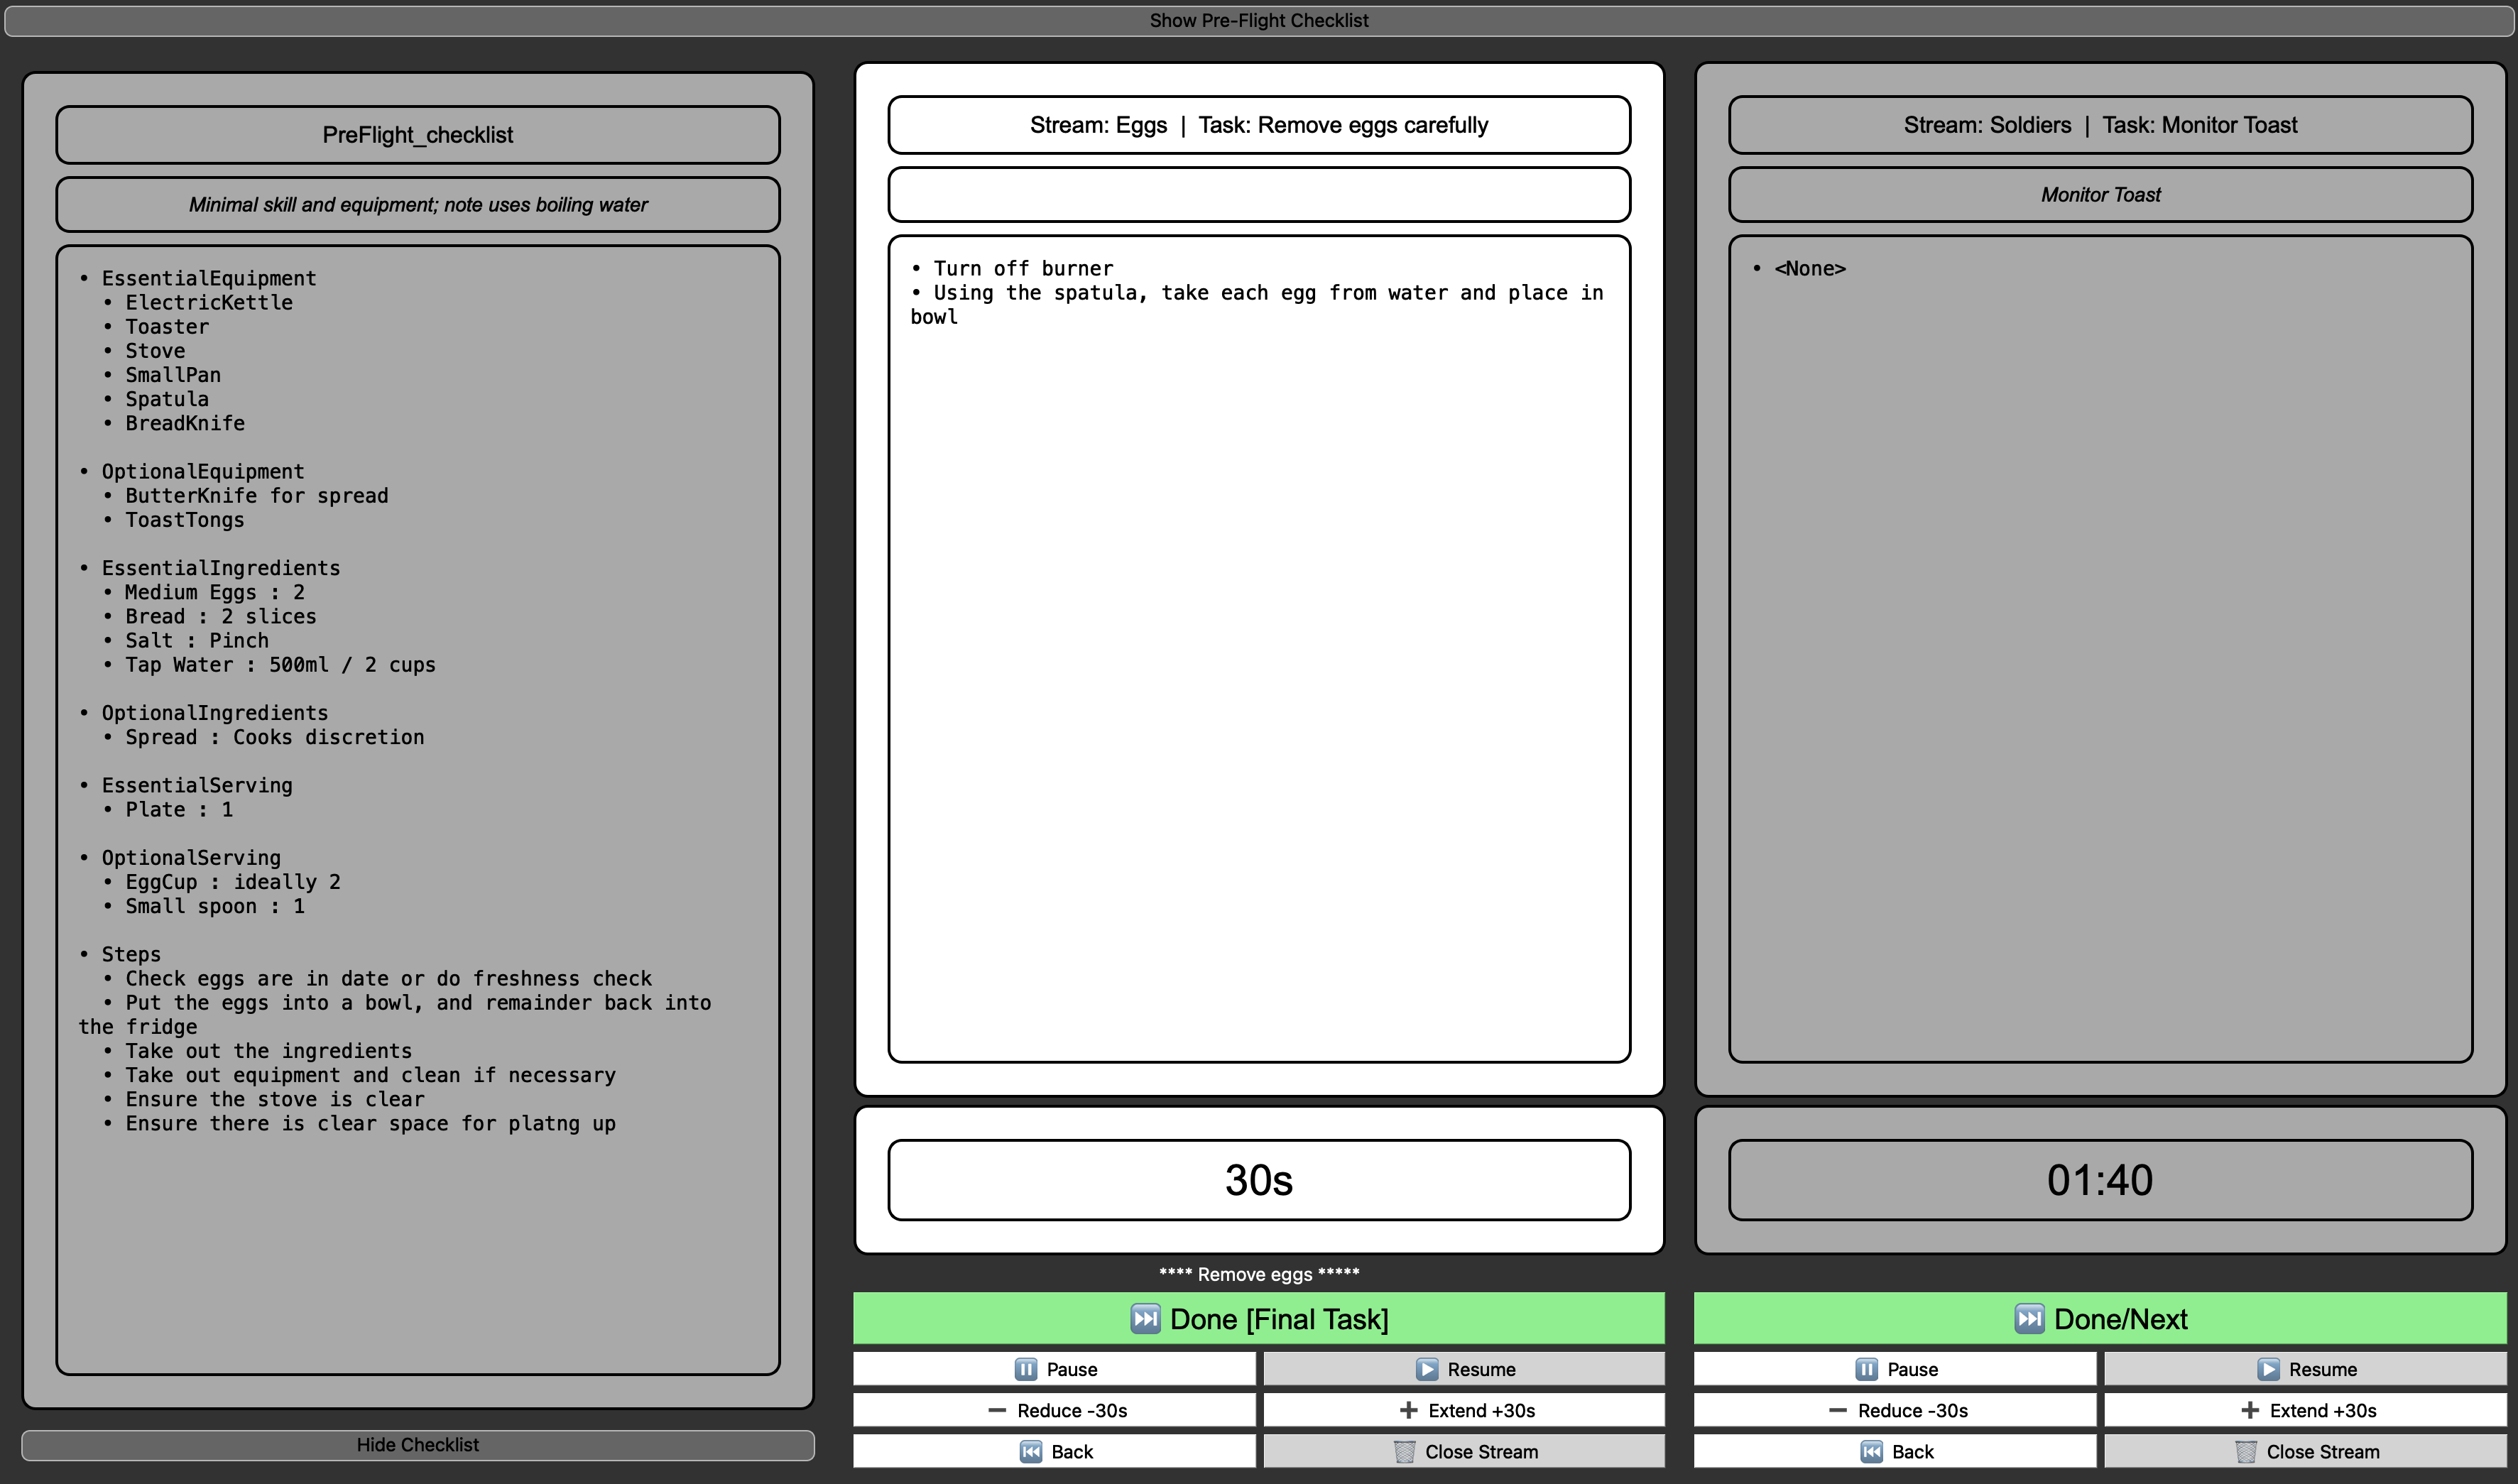 Show Pre-Flight Checklist
PreFlight_checklist
Minimal skill and equipment; note uses boiling water
• EssentialEquipment
• ElectricKettle
• Toaster
• Stove
• SmallPan
• Spatula
• BreadKnife
• OptionalEquipment
• ButterKnife for spread
• ToastTongs
• EssentialIngredients
• Medium Eggs : 2
• Bread : 2 slices
• Salt : Pinch
• Tap Water : 500ml / 2 cups
• OptionalIngredients
• Spread : Cooks discretion
• EssentialServing
• Plate : 1
• OptionalServing
• EggCup : ideally 2
• Small spoon : 1
• Steps
• Check eggs are in date or do freshness check
• Put the eggs into a bowl, and remainder back into
the fridge
• Take out the ingredients
• Take out equipment and clean if necessary
• Ensure the stove is clear
• Ensure there is clear space for platng up
Hide Checklist
Stream: Eggs | Task: Remove eggs carefully
• Turn off burner
• Using the spatula, take each egg from water and place in
bowl
30s
**** Remove eggs *****
Done [Final Task]
Pause
Resume
Reduce -30s
Extend +30s
Back
Close Stream
Stream: Soldiers | Task: Monitor Toast
Monitor Toast
• <None>
01:40
Done/Next
Pause
Resume
Reduce -30s
Extend +30s
Back
Close Stream